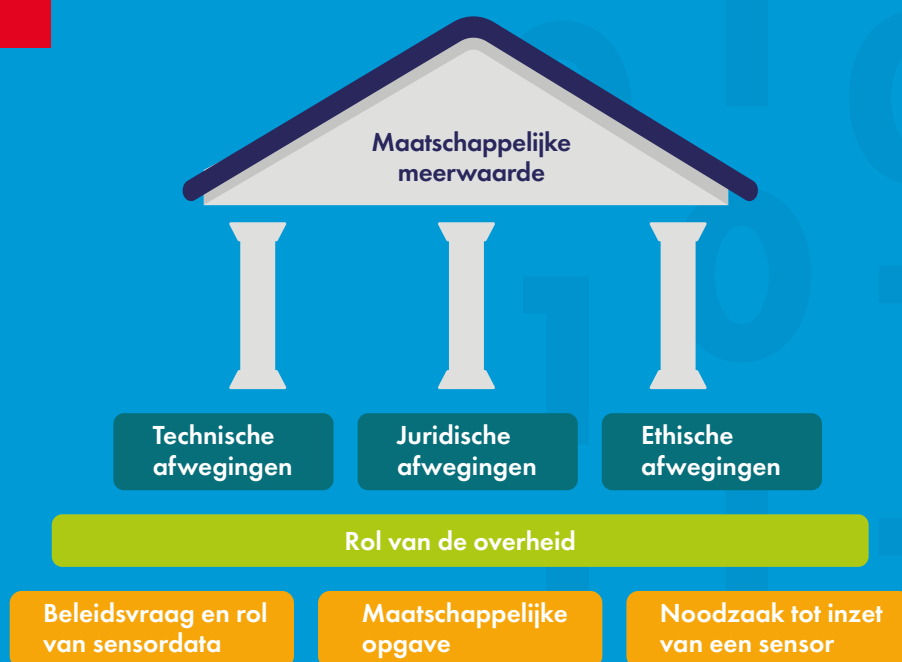 Maatschappelijke
meerwaarde
Technische
afwegingen
Juridische
afwegingen
Ethische
afwegingen
Rol van de overheid
Beleidsvraag en rol
van sensordata
Maatschappelijke
opgave
Noodzaak tot inzet
van een sensor